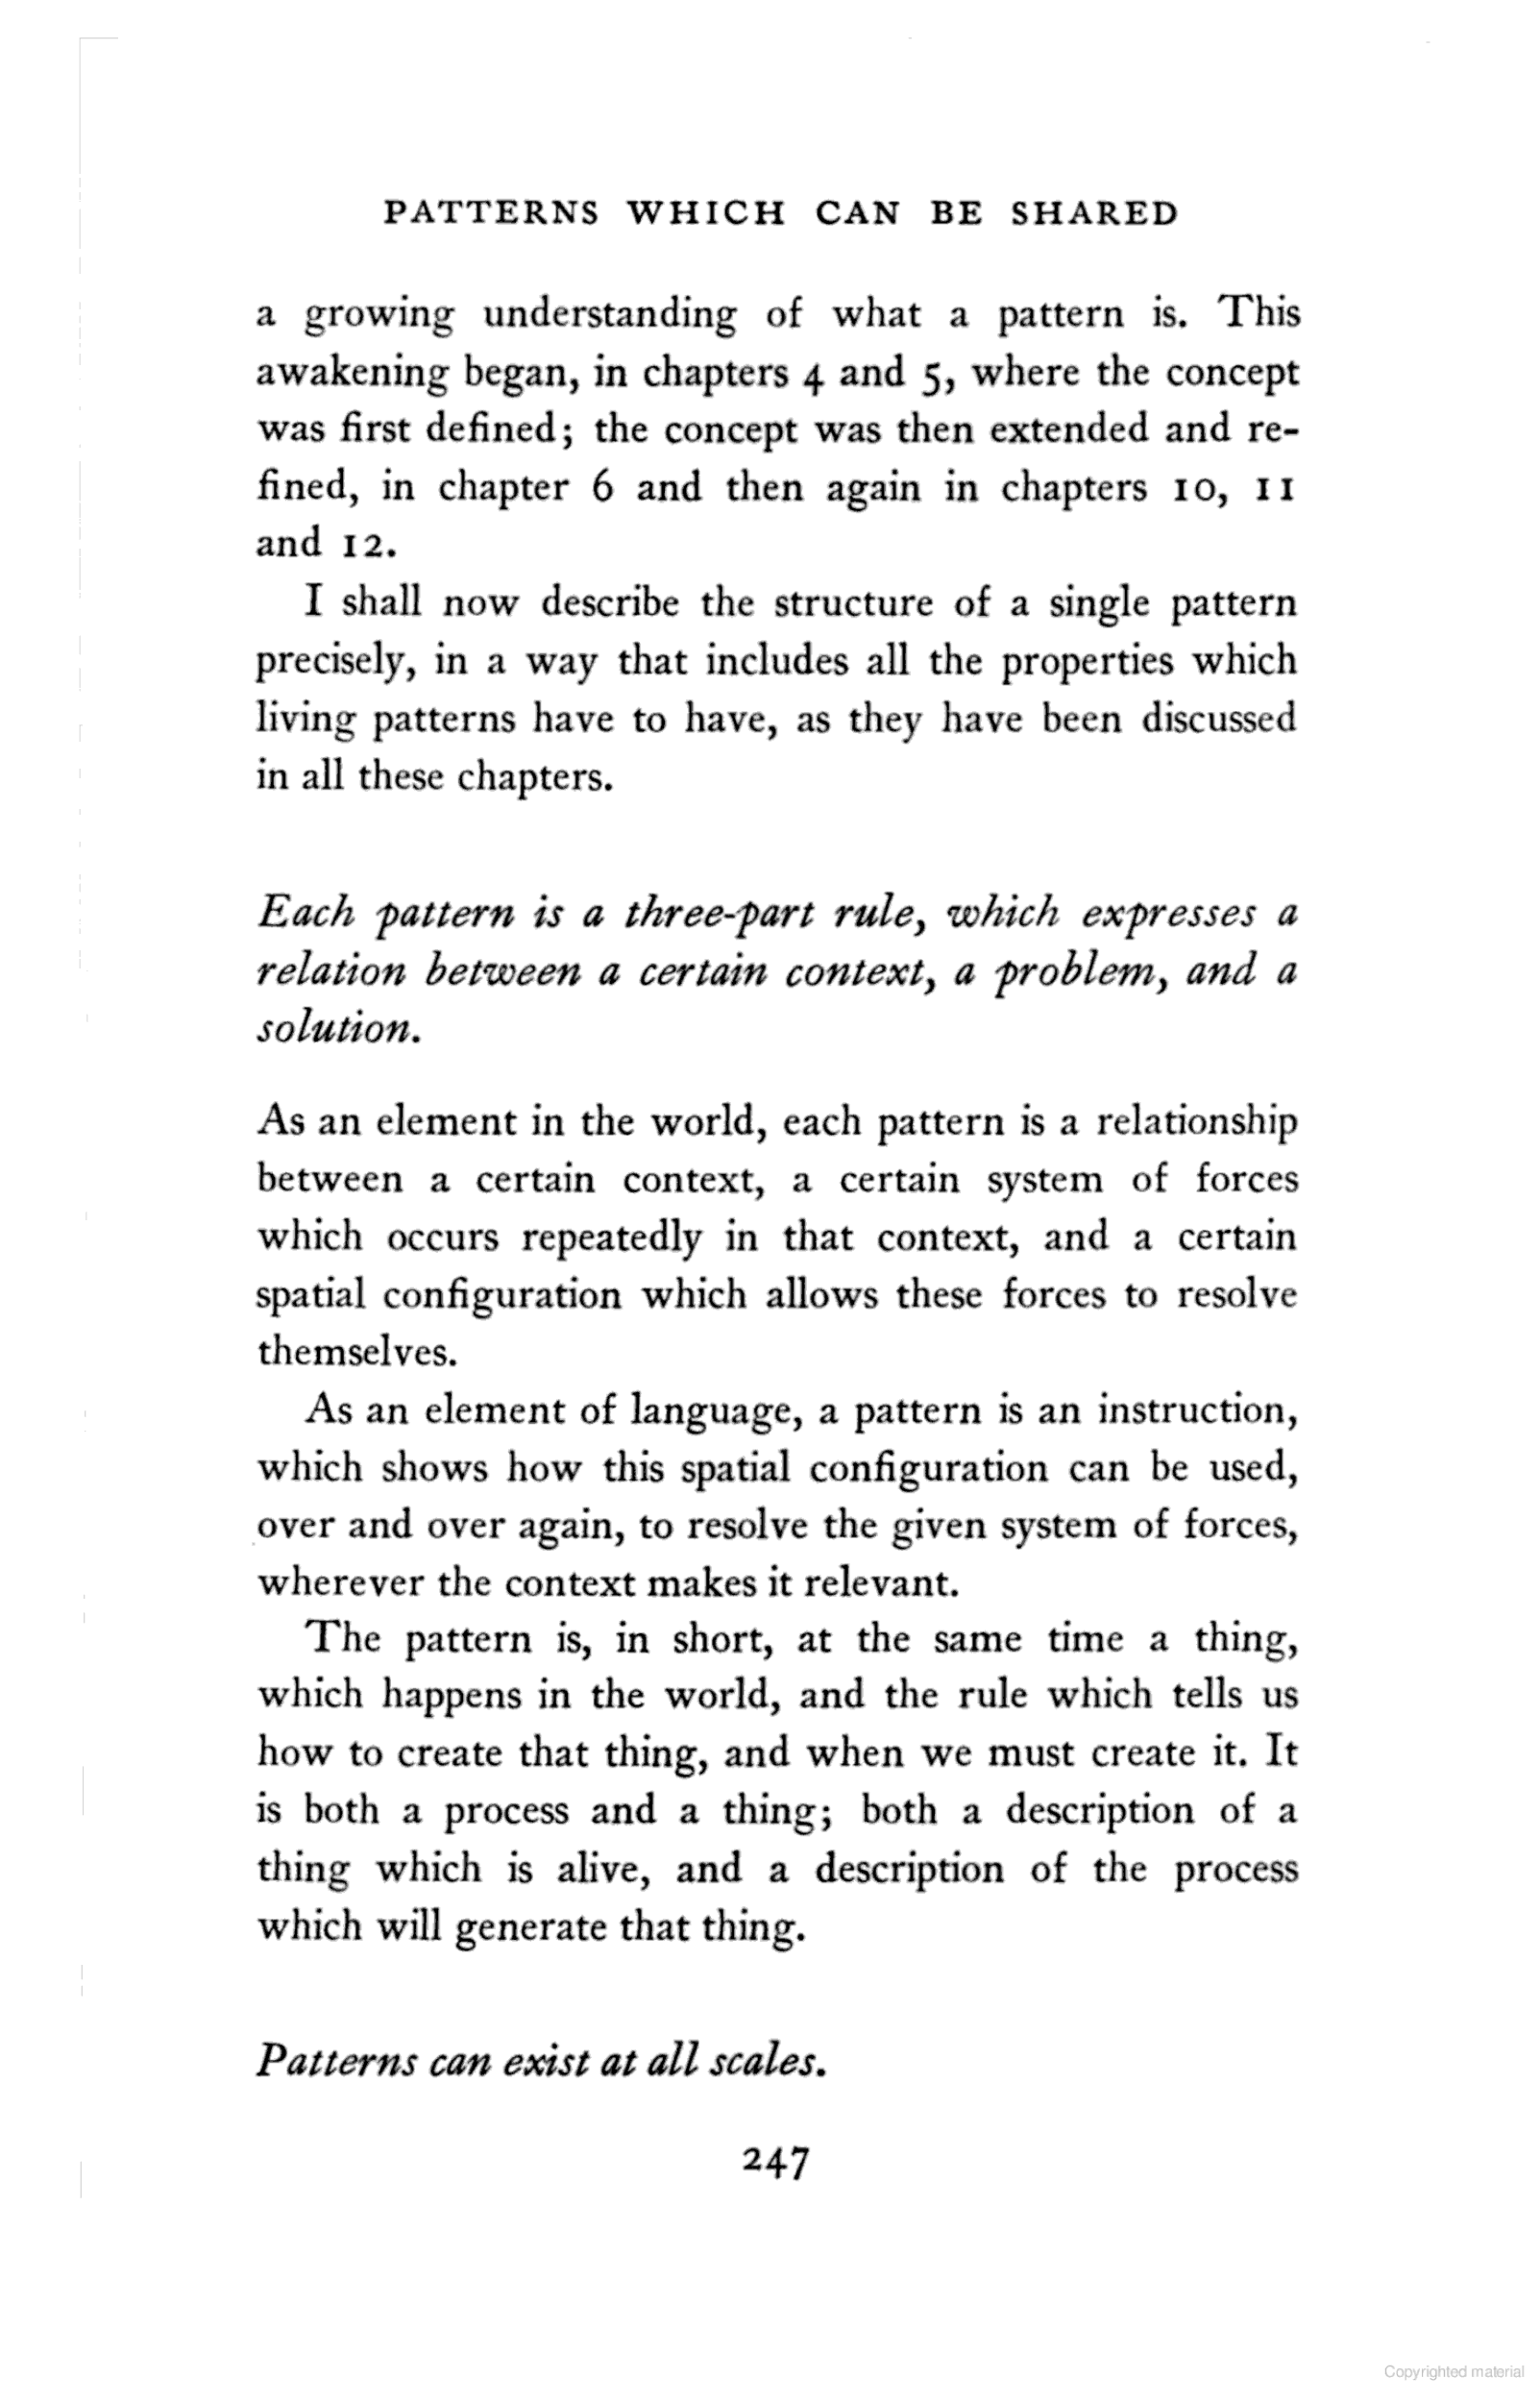 PATTERNS WHICH CAN BE SHARED
a growing understanding of what a pattern is. This
awakening began, in chapters 4 and 5, where the concept
was first defined; the concept was then extended and re-
fined, in chapter 6 and then again in chapters 10, 11
and 12.
I shall now describe the structure of a single pattern
precisely, in a way that includes all the properties which
living patterns have to have, as they have been discussed
in all these chapters.
Each pattern is a three-part rule, which expresses a
relation between a certain context, a problem, and a
solution.
As an element in the world, each pattern is a relationship
between a certain context, a certain system of forces
which occurs repeatedly in that context, and a certain
spatial configuration which allows these forces to resolve
themselves.
As an element of language, a pattern is an instruction,
which shows how this spatial configuration can be used,
over and over again, to resolve the given system of forces,
wherever the context makes it relevant.
The pattern is, in short, at the same time a thing,
which happens in the world, and the rule which tells us
how to create that thing, and when we must create it. It
is both a process and a thing; both a description of a
thing which is alive, and a description of the process
which will generate that thing.
Patterns can exist at all scales.
247
Copyrighted material